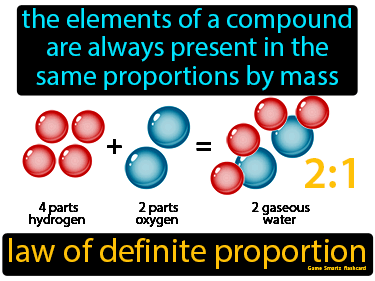 the elements of a compound
are always present in the
same proportions by mass
+
=
2:1
4 parts
hydrogen
2 parts
oxygen
2 gaseous
water
law of definite proportion
Game Smartz flashcard